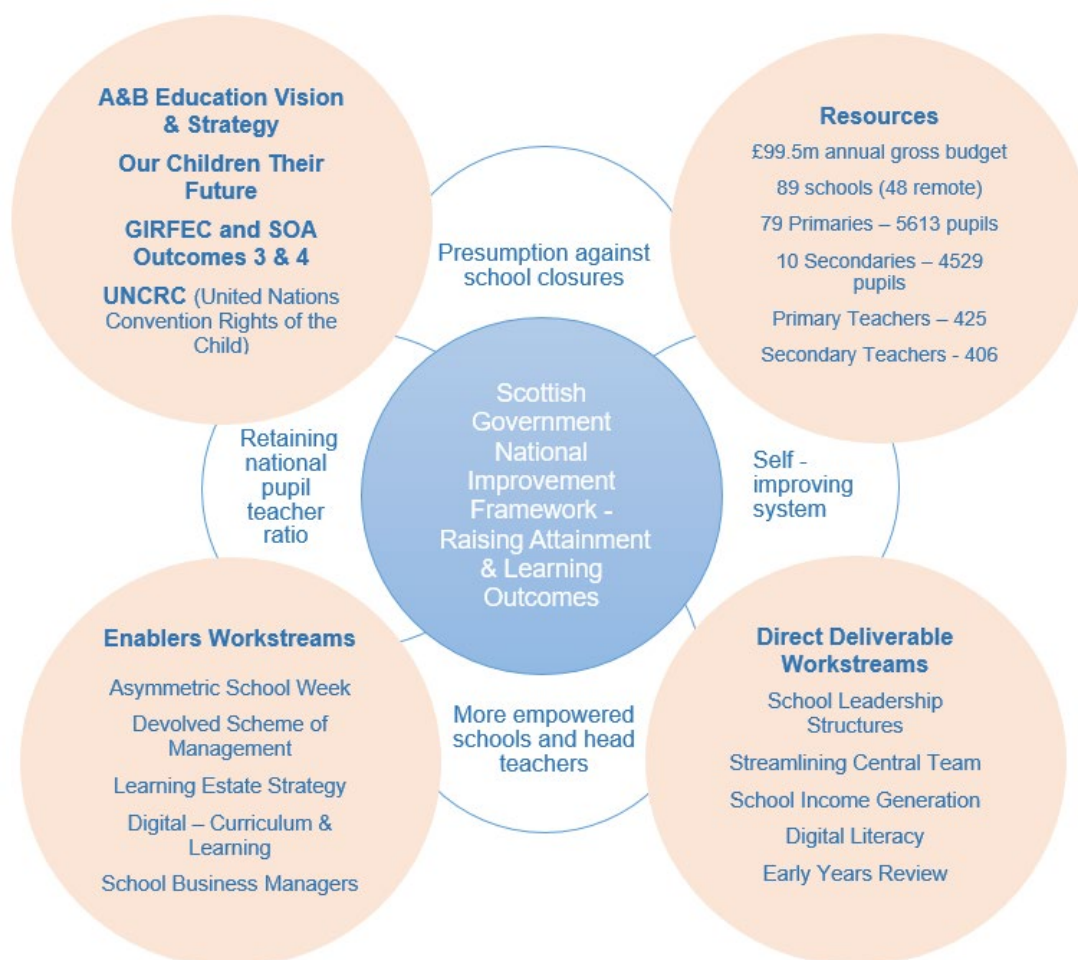 A&B Education Vision
& Strategy
Our Children Their
Future
GIRFEC and SOA
Outcomes 3 & 4
UNCRC (United Nations
Convention Rights of the
Child)
Presumption against
school closures
Resources
£99.5m annual gross budget
89 schools (48 remote)
79 Primaries – 5613 pupils
10 Secondaries – 4529
pupils
Primary Teachers – 425
Secondary Teachers - 406
Retaining
national
pupil
teacher
ratio
Scottish
Government
National
Improvement
Framework -
Raising Attainment
& Learning
Outcomes
Self -
improving
system
Enablers Workstreams
Asymmetric School Week
Devolved Scheme of
Management
Learning Estate Strategy
Digital – Curriculum &
Learning
School Business Managers
More empowered
schools and head
teachers
Direct Deliverable
Workstreams
School Leadership
Structures
Streamlining Central Team
School Income Generation
Digital Literacy
Early Years Review